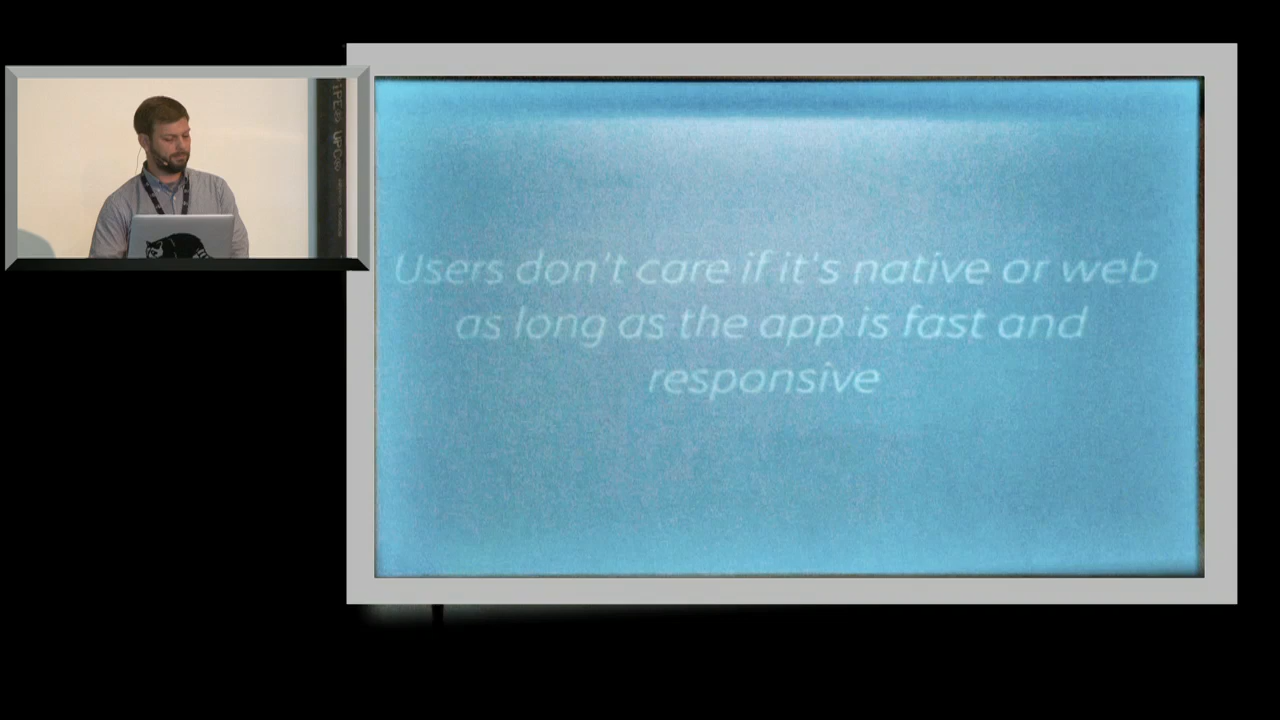 Users don't care if it's native or web
as long as the app is fast and
responsive